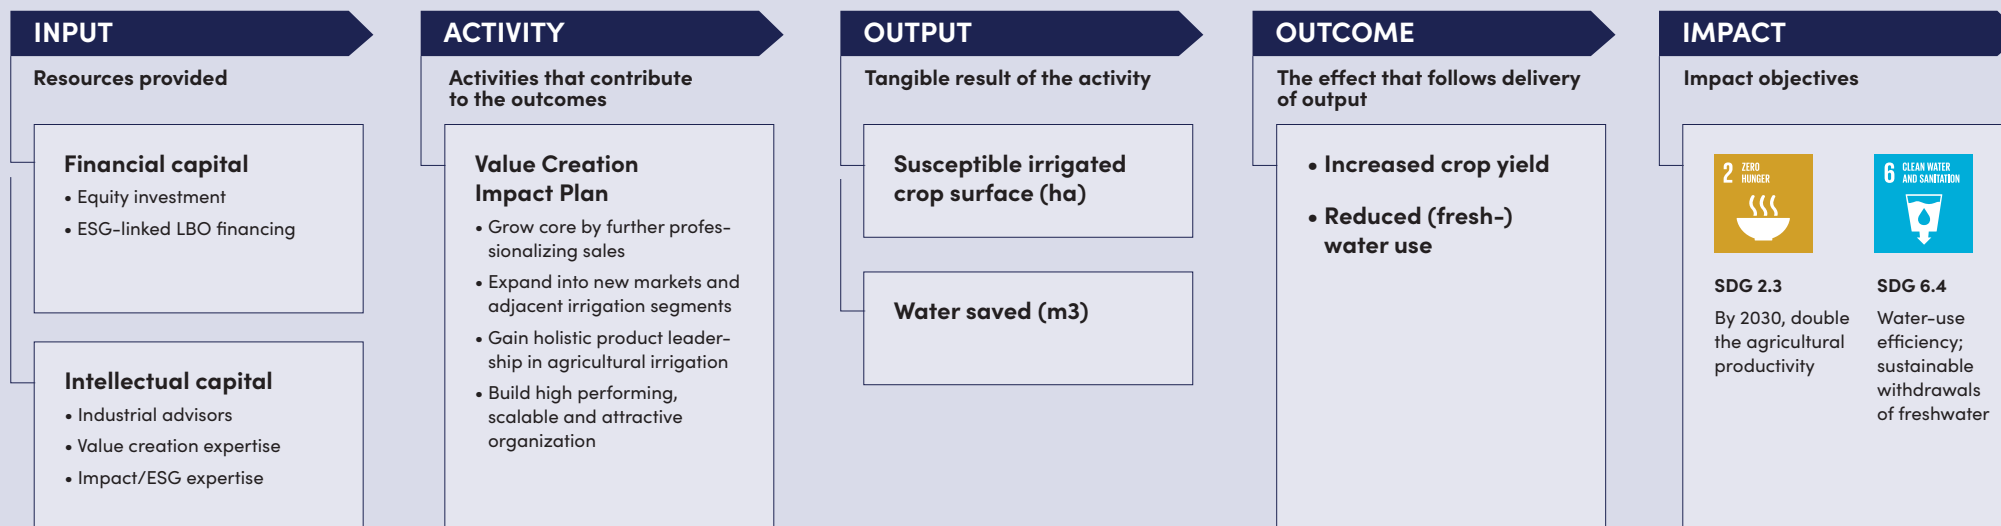 INPUT
Resources provided
Financial capital
• Equity investment
• ESG-linked LBO financing
Intellectual capital
• Industrial advisors
• Value creation expertise
• Impact/ESG expertise
ACTIVITY
Activities that contribute
to the outcomes
Value Creation
Impact Plan
• Grow core by further profes-
sionalizing sales
• Expand into new markets and
adjacent irrigation segments
• Gain holistic product leader-
ship in agricultural irrigation
• Build high performing,
scalable and attractive
organization
OUTPUT
Tangible result of the activity
Susceptible irrigated
crop surface (ha)
Water saved (m3)
OUTCOME
The effect that follows delivery
of output
• Increased crop yield
• Reduced (fresh-)
water use
IMPACT
Impact objectives
2 ZERO
HUNGER
SDG 2.3
By 2030, double
the agricultural
productivity
6 CLEAN WATER
AND SANITATION
SDG 6.4
Water-use
efficiency;
sustainable
withdrawals
of freshwater